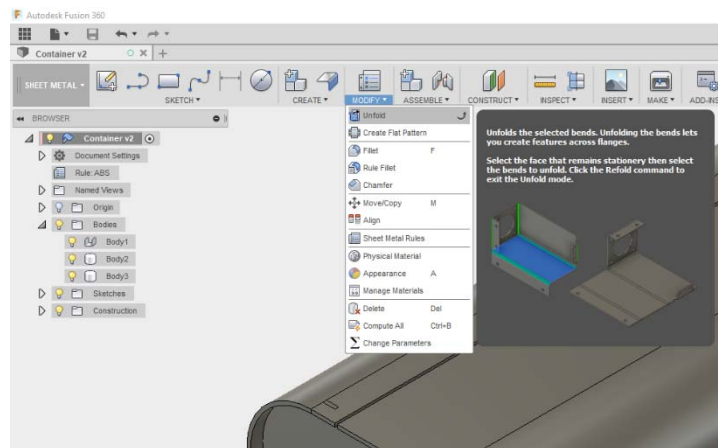 Autodesk Fusion 360
Container v2
SHEET METAL
SKETCH
CREATE
MODIFY
ASSEMBLE
CONSTRUCT
INSPECT
INSERT
MAKE
ADD-INS
BROWSER
Container v2
Document Settings
Rule: ABS
Named Views
Origin
Bodies
Body1
Body2
Body3
Sketches
Construction
Unfold
Create Flat Pattern
Fillet F
Rule Fillet
Chamfer
Move/Copy M
Align
Sheet Metal Rules
Physical Material
Appearance A
Manage Materials
Delete Del
Compute All Ctrl+B
Change Parameters
Unfolds the selected bends. Unfolding the bends lets
you create features across flanges.
Select the face that remains stationery then select
the bends to unfold. Click the Refold command to
exit the Unfold mode.